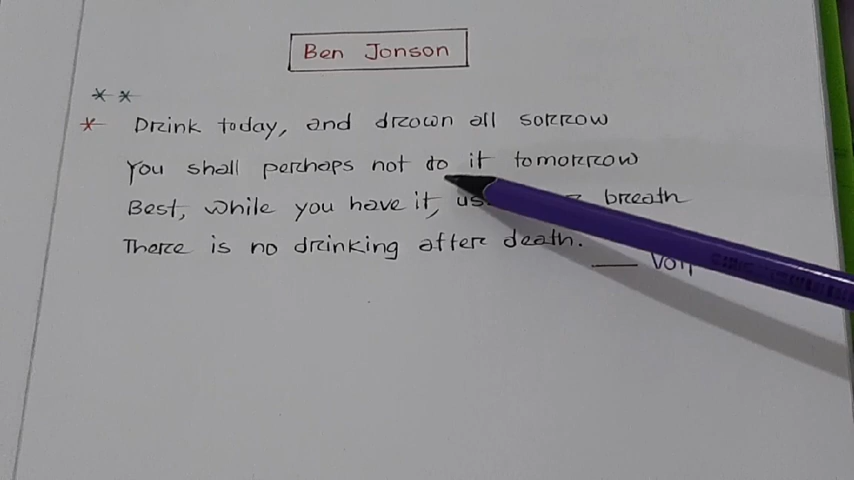 Ben Jonson
**
* Drink today, and drown all sorrow
You shall perhaps not do it tomorrow
Best, while you have it, breath
There is no drinking after death.